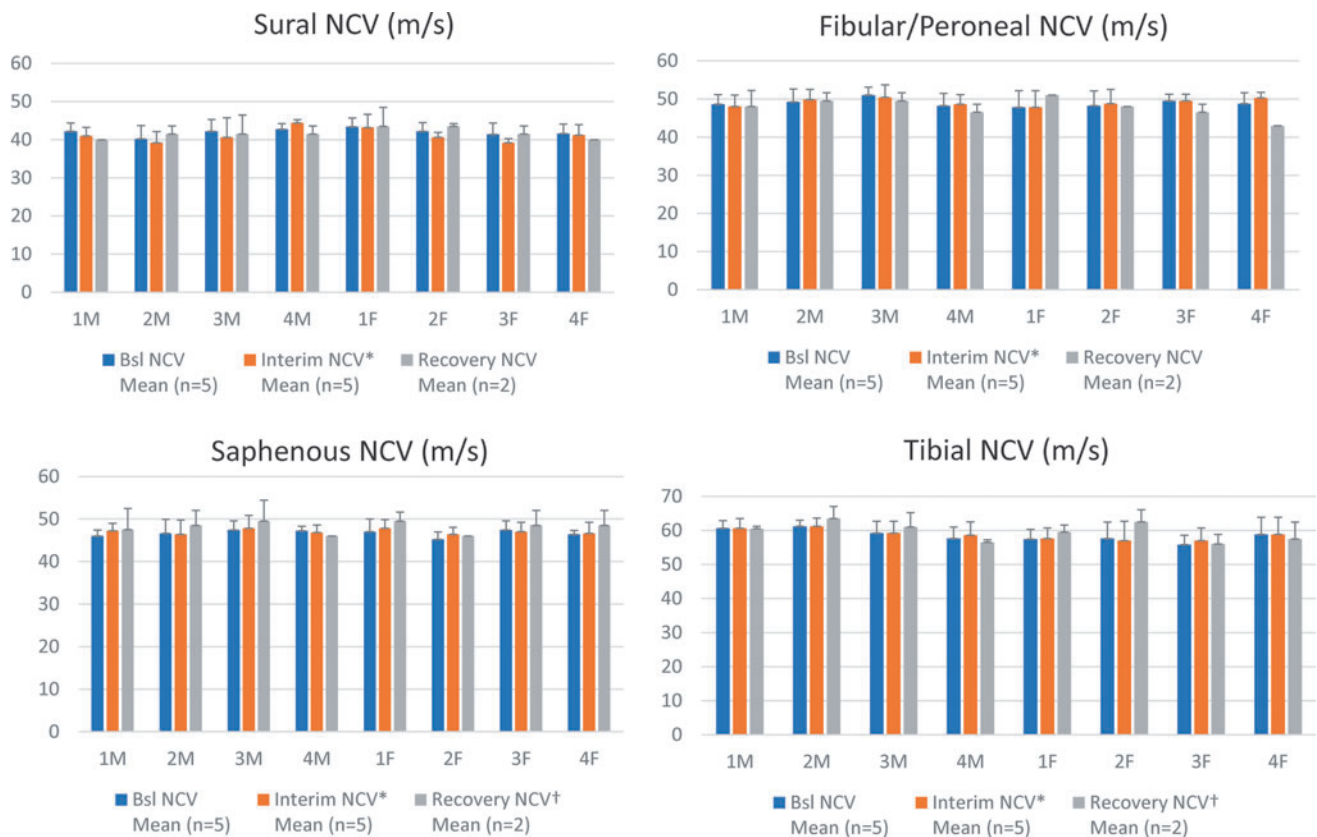 Sural NCV (m/s)
60
50
40
30
20
10
0
1M 2M 3M 4M 1F 2F 3F 4F
Bsl NCV Interim NCV* Recovery NCV
Mean (n=5) Mean (n=5) Mean (n=2)
Fibular/Peroneal NCV (m/s)
60
50
40
30
20
10
0
1M 2M 3M 4M 1F 2F 3F 4F
Bsl NCV Interim NCV* Recovery NCV
Mean (n=5) Mean (n=5) Mean (n=2)
Saphenous NCV (m/s)
60
50
40
30
20
10
0
1M 2M 3M 4M 1F 2F 3F 4F
Bsl NCV Interim NCV* Recovery NCV†
Mean (n=5) Mean (n=5) Mean (n=2)
Tibial NCV (m/s)
70
60
50
40
30
20
10
0
1M 2M 3M 4M 1F 2F 3F 4F
Bsl NCV Interim NCV* Recovery NCV†
Mean (n=5) Mean (n=5) Mean (n=2)